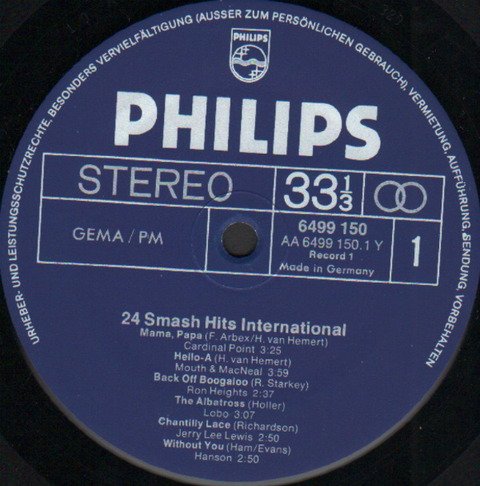 URHEBER- UND LEISTUNGSSCHUTZRECHTE, BESONDERS VERVIELFÄLTIGUNG (AUSSER ZUM PERSÖNLICHEN GEBRAUCH), VERMIETUNG, AUFFÜHRUNG, SENDUNG, VORBEHALTEN
PHILIPS
PHILIPS
STEREO
33 1/3
GEMA / PM
6499 150
AA 6499 150.1 Y
Record 1
Made in Germany
1
24 Smash Hits International
Mama, Papa (F. Arbex/H. van Hemert)
Cardinal Point 3:25
Hello-A (H. van Hemert)
Mouth & MacNeal 3:59
Back Off Boogaloo (R. Starkey)
Ron Heights 2:37
The Albatross (Holler)
Lobo 3:07
Chantilly Lace (Richardson)
Jerry Lee Lewis 2:50
Without You (Ham/Evans)
Hanson 2:50